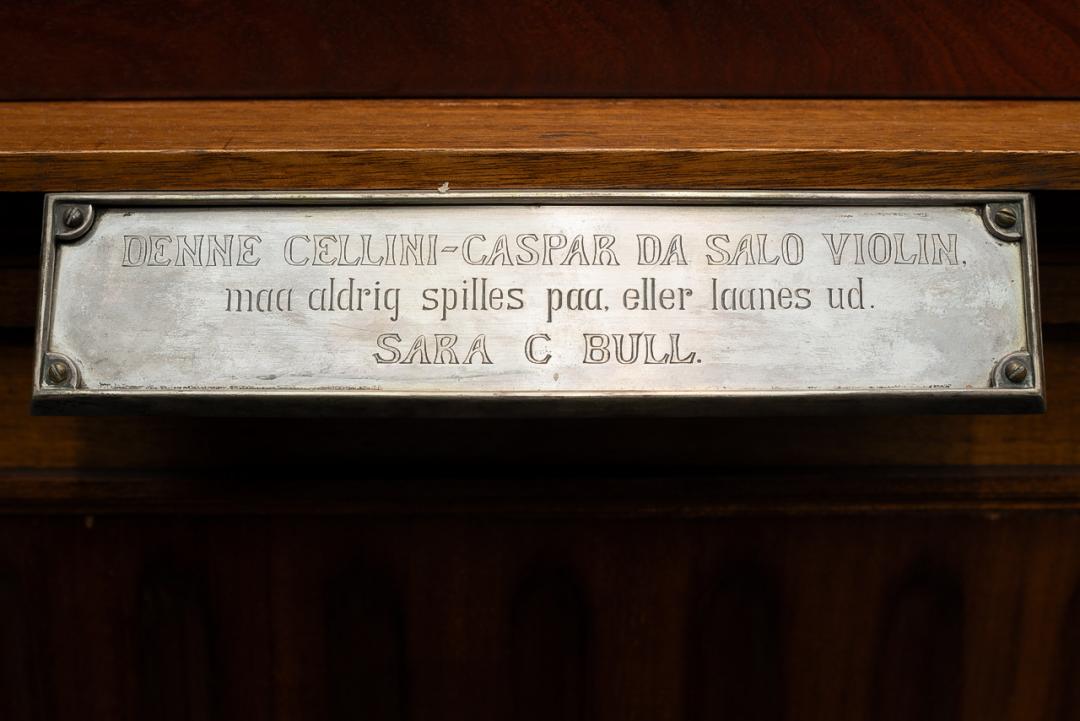 DENNE CELLINI-CASPAR DA SALO VIOLIN.
maa aldrig spilles paa, eller laanes ud.
SARA C BULL.